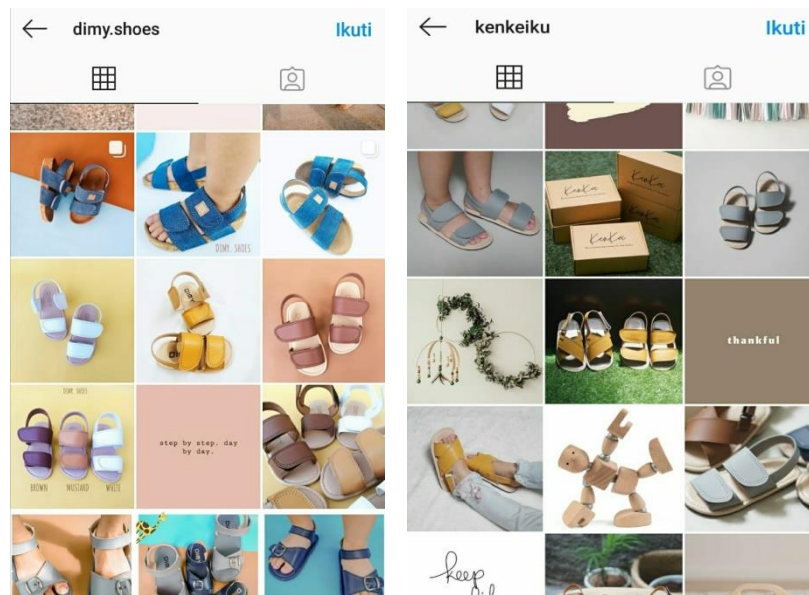 dimy.shoes
Ikuti
DIMY. SHOES
DIMY SHOES
BROWN MUSTARD WHITE
step by step. day
by day.
kenkeiku
Ikuti
KenKei
KenKei
thankful
keep